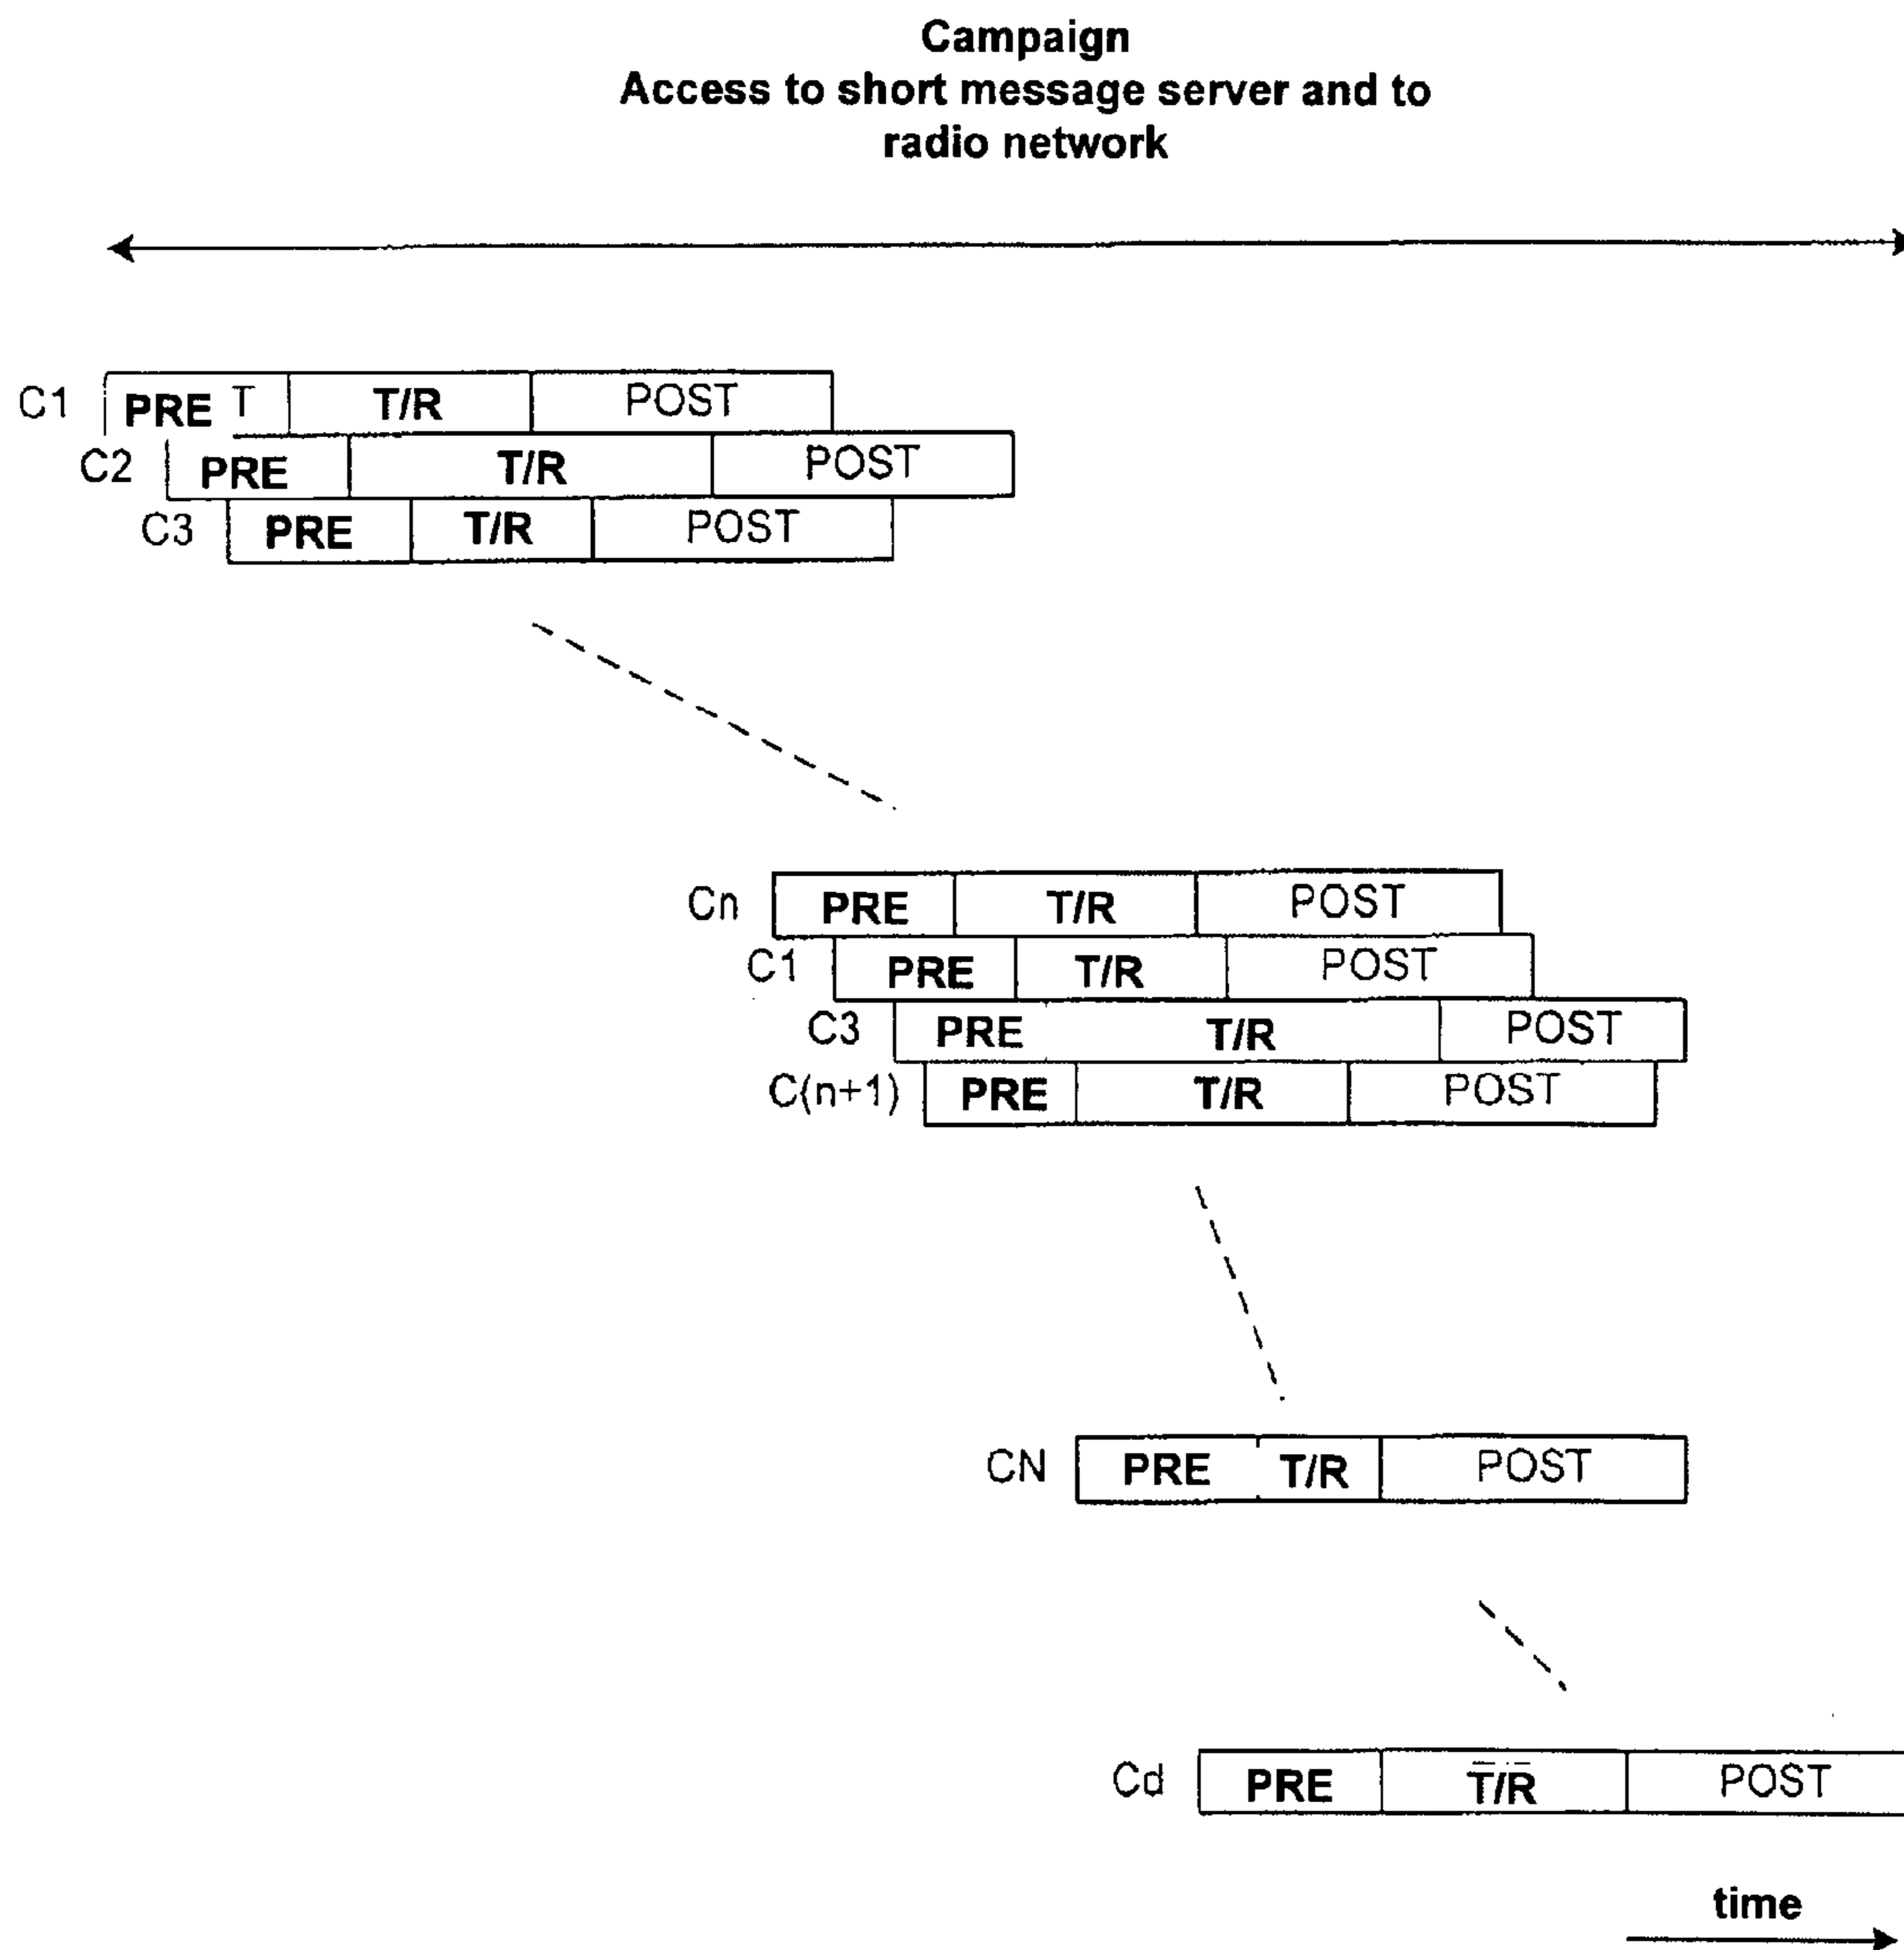 Campaign
Access to short message server and to
radio network
C1 PRE T T/R POST
C2 PRE T/R POST
C3 PRE T/R POST
Cn PRE T/R POST
C1 PRE T/R POST
C3 PRE T/R POST
C(n+1) PRE T/R POST
CN PRE T/R POST
Cd PRE T/R POST
time